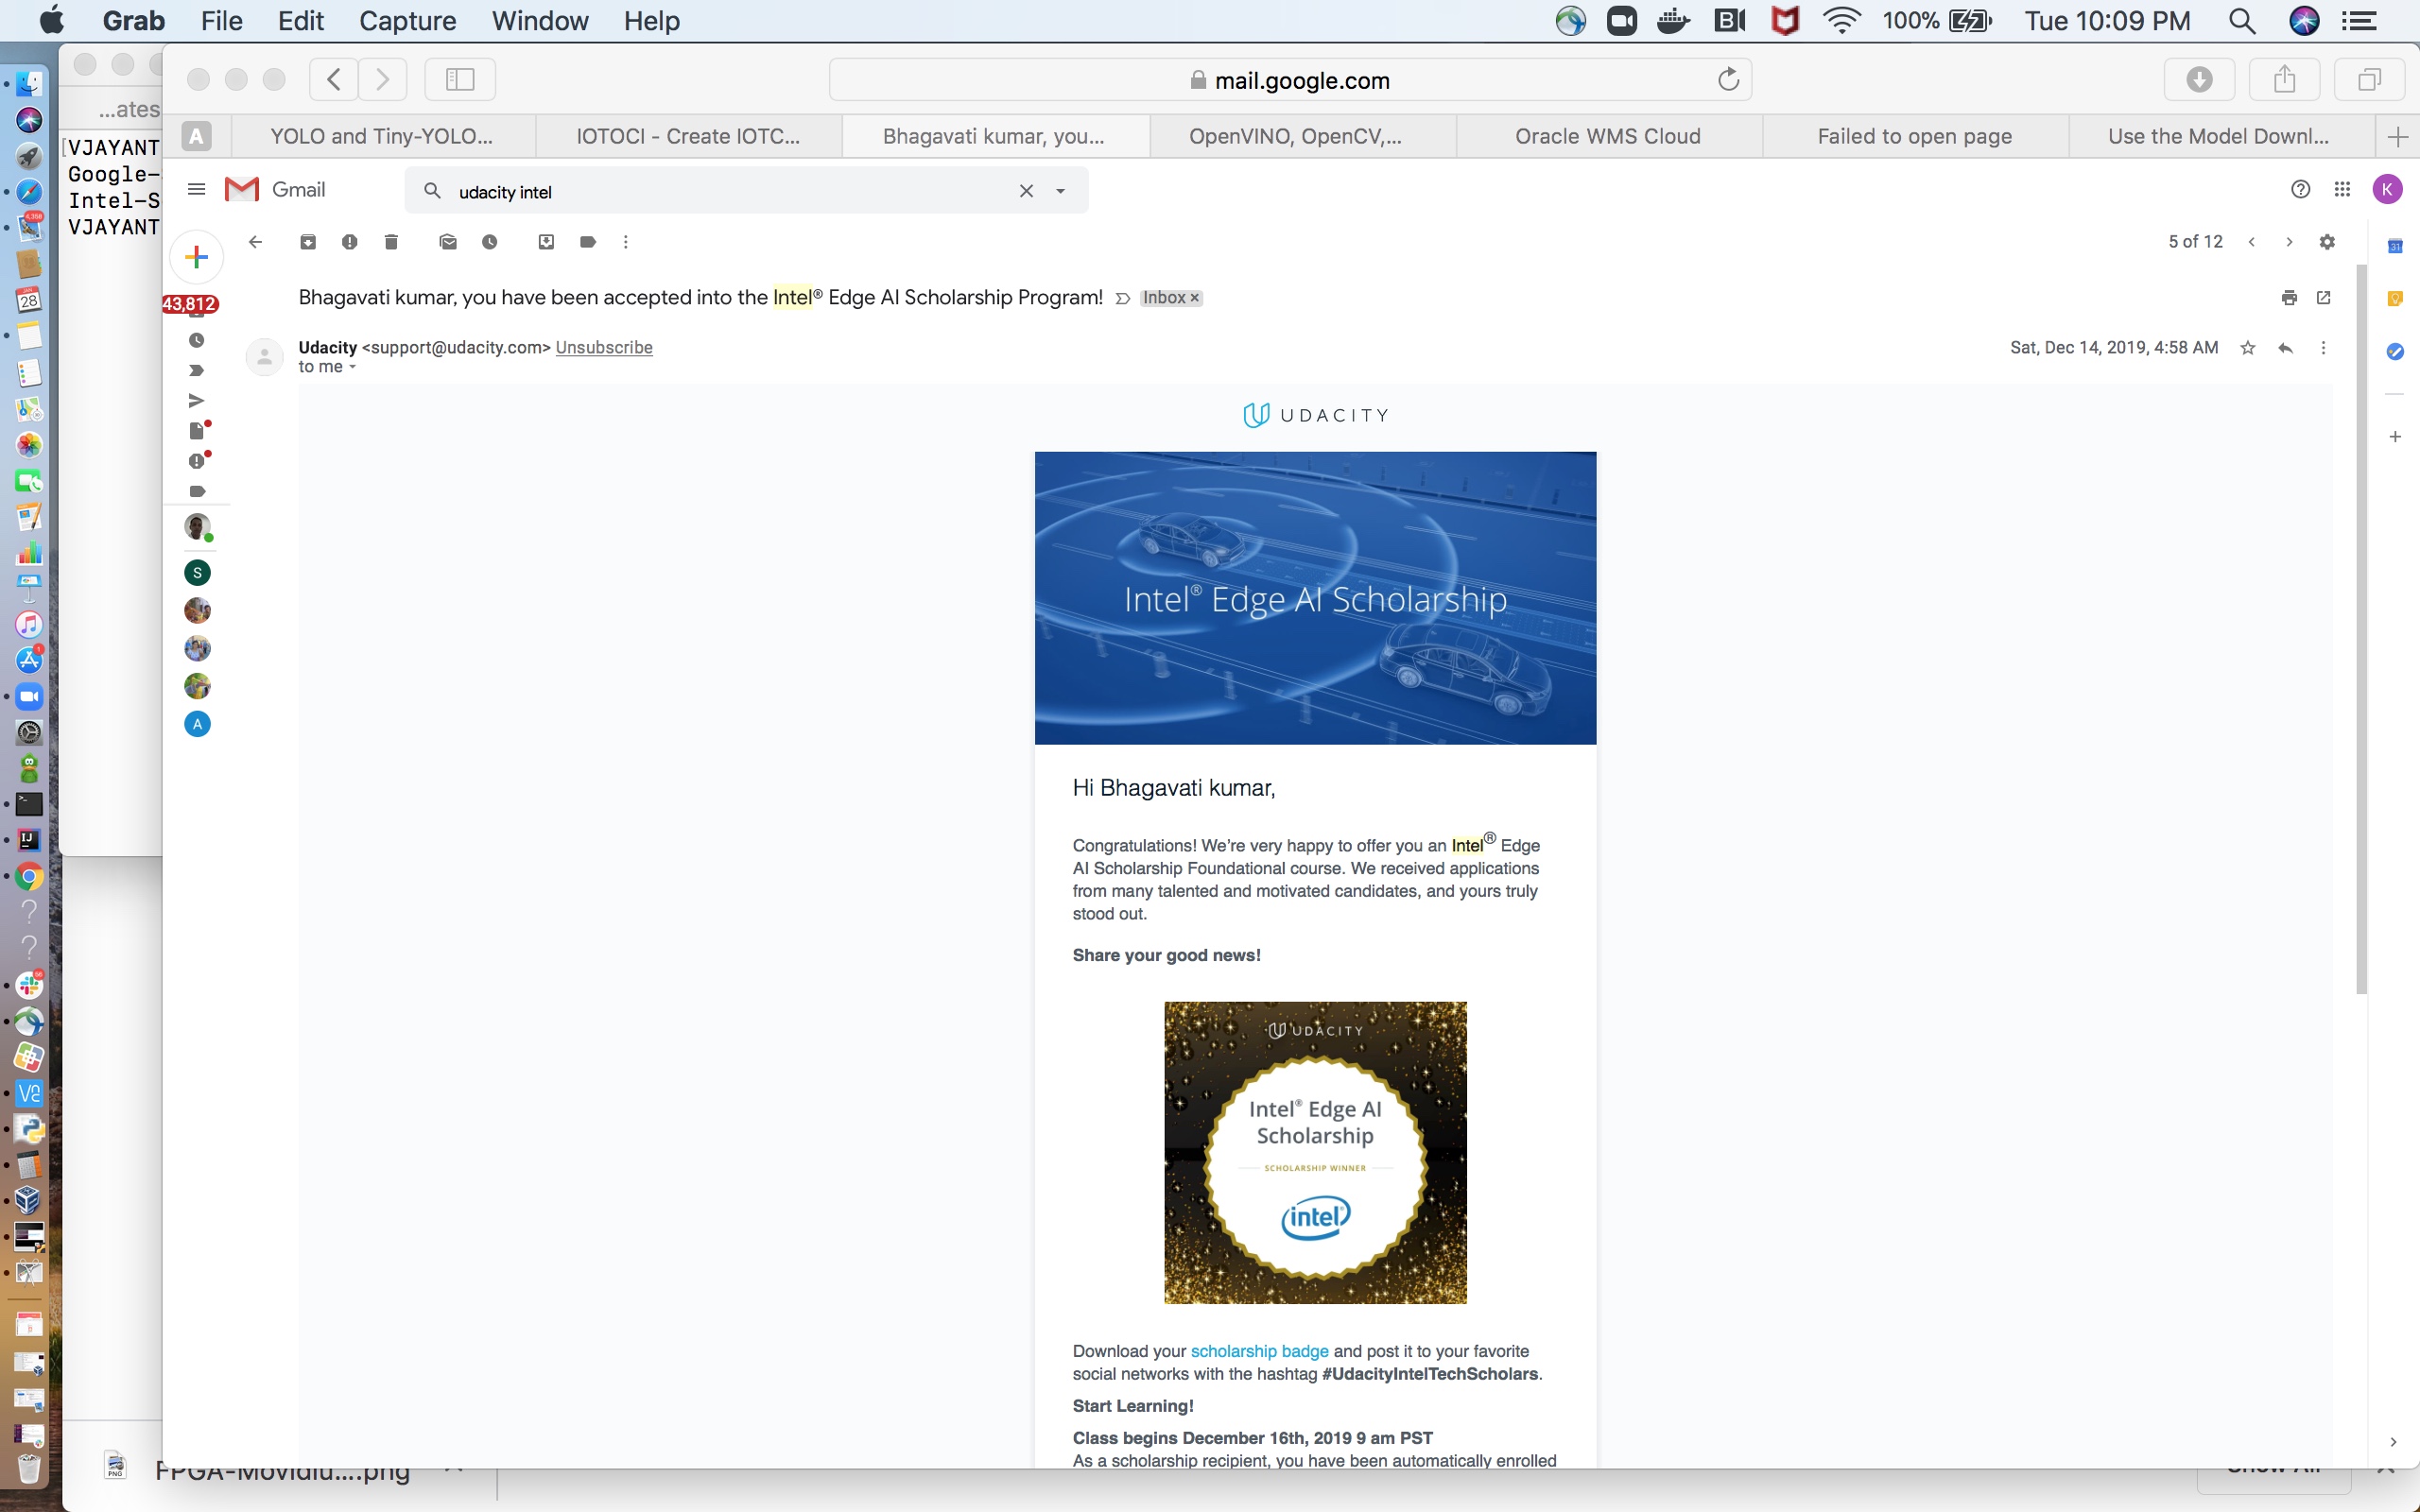 Grab File Edit Capture Window Help
100% Tue 10:09 PM
mail.google.com
...ates
A YOLO and Tiny-YOLO... IOTOCI - Create IOTC... Bhagavati kumar, you... OpenVINO, OpenCV,... Oracle WMS Cloud Failed to open page Use the Model Downl...
VJAYANT
Google-
Intel-S
VJAYANT
Gmail
udacity intel
K
5 of 12
43,812
Bhagavati kumar, you have been accepted into the Intel® Edge AI Scholarship Program! Inbox ×
Udacity <support@udacity.com> Unsubscribe
Sat, Dec 14, 2019, 4:58 AM
to me
UDACITY
Intel® Edge AI Scholarship
S
A
Hi Bhagavati kumar,
Congratulations! We're very happy to offer you an Intel® Edge
AI Scholarship Foundational course. We received applications
from many talented and motivated candidates, and yours truly
stood out.
Share your good news!
UDACITY
Intel® Edge AI
Scholarship
SCHOLARSHIP WINNER
intel
Download your scholarship badge and post it to your favorite
social networks with the hashtag #UdacityIntelTechScholars.
Start Learning!
Class begins December 16th, 2019 9 am PST
As a scholarship recipient, you have been automatically enrolled
FPGA-Movidiu....png
Show All